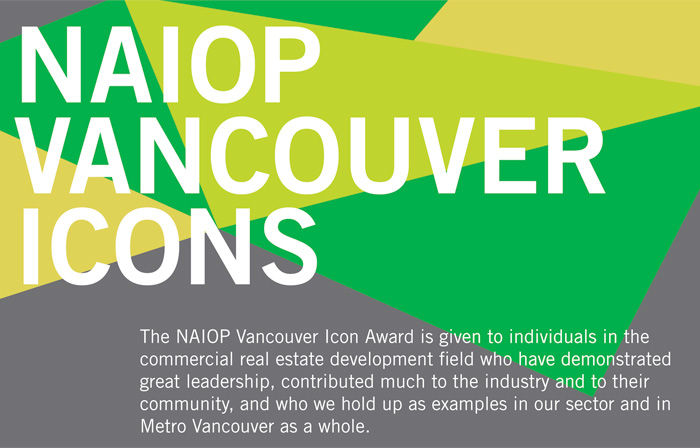 NAIOP
VANCOUVER
ICONS
The NAIOP Vancouver Icon Award is given to individuals in the
commercial real estate development field who have demonstrated
great leadership, contributed much to the industry and to their
community, and who we hold up as examples in our sector and in
Metro Vancouver as a whole.